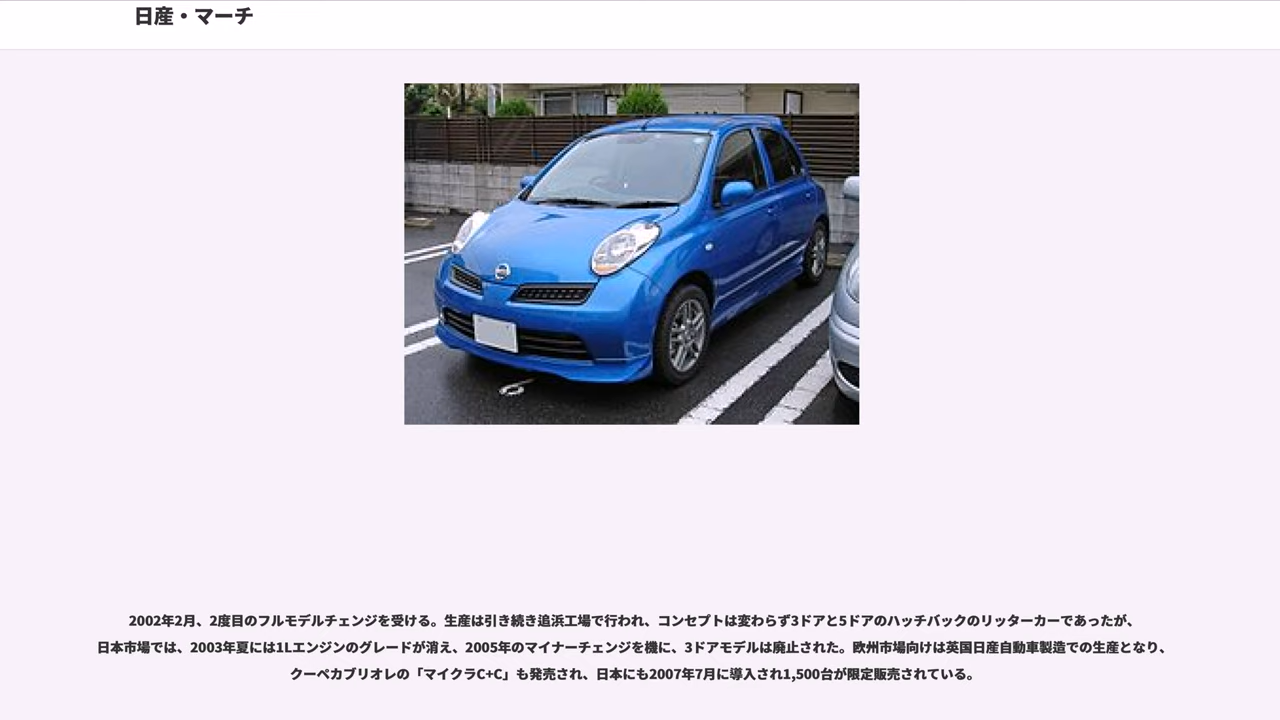 日産・マーチ
2002年2月、2度目のフルモデルチェンジを受ける。生産は引き続き追浜工場で行われ、コンセプトは変わらず3ドアと5ドアのハッチバックのリッターカーであったが、
日本市場では、2003年夏には1Lエンジンのグレードが消え、2005年のマイナーチェンジを機に、3ドアモデルは廃止された。欧州市場向けは英国日産自動車製造での生産となり、
クーペカブリオレの「マイクラC+C」も発売され、日本にも2007年7月に導入され1,500台が限定販売されている。